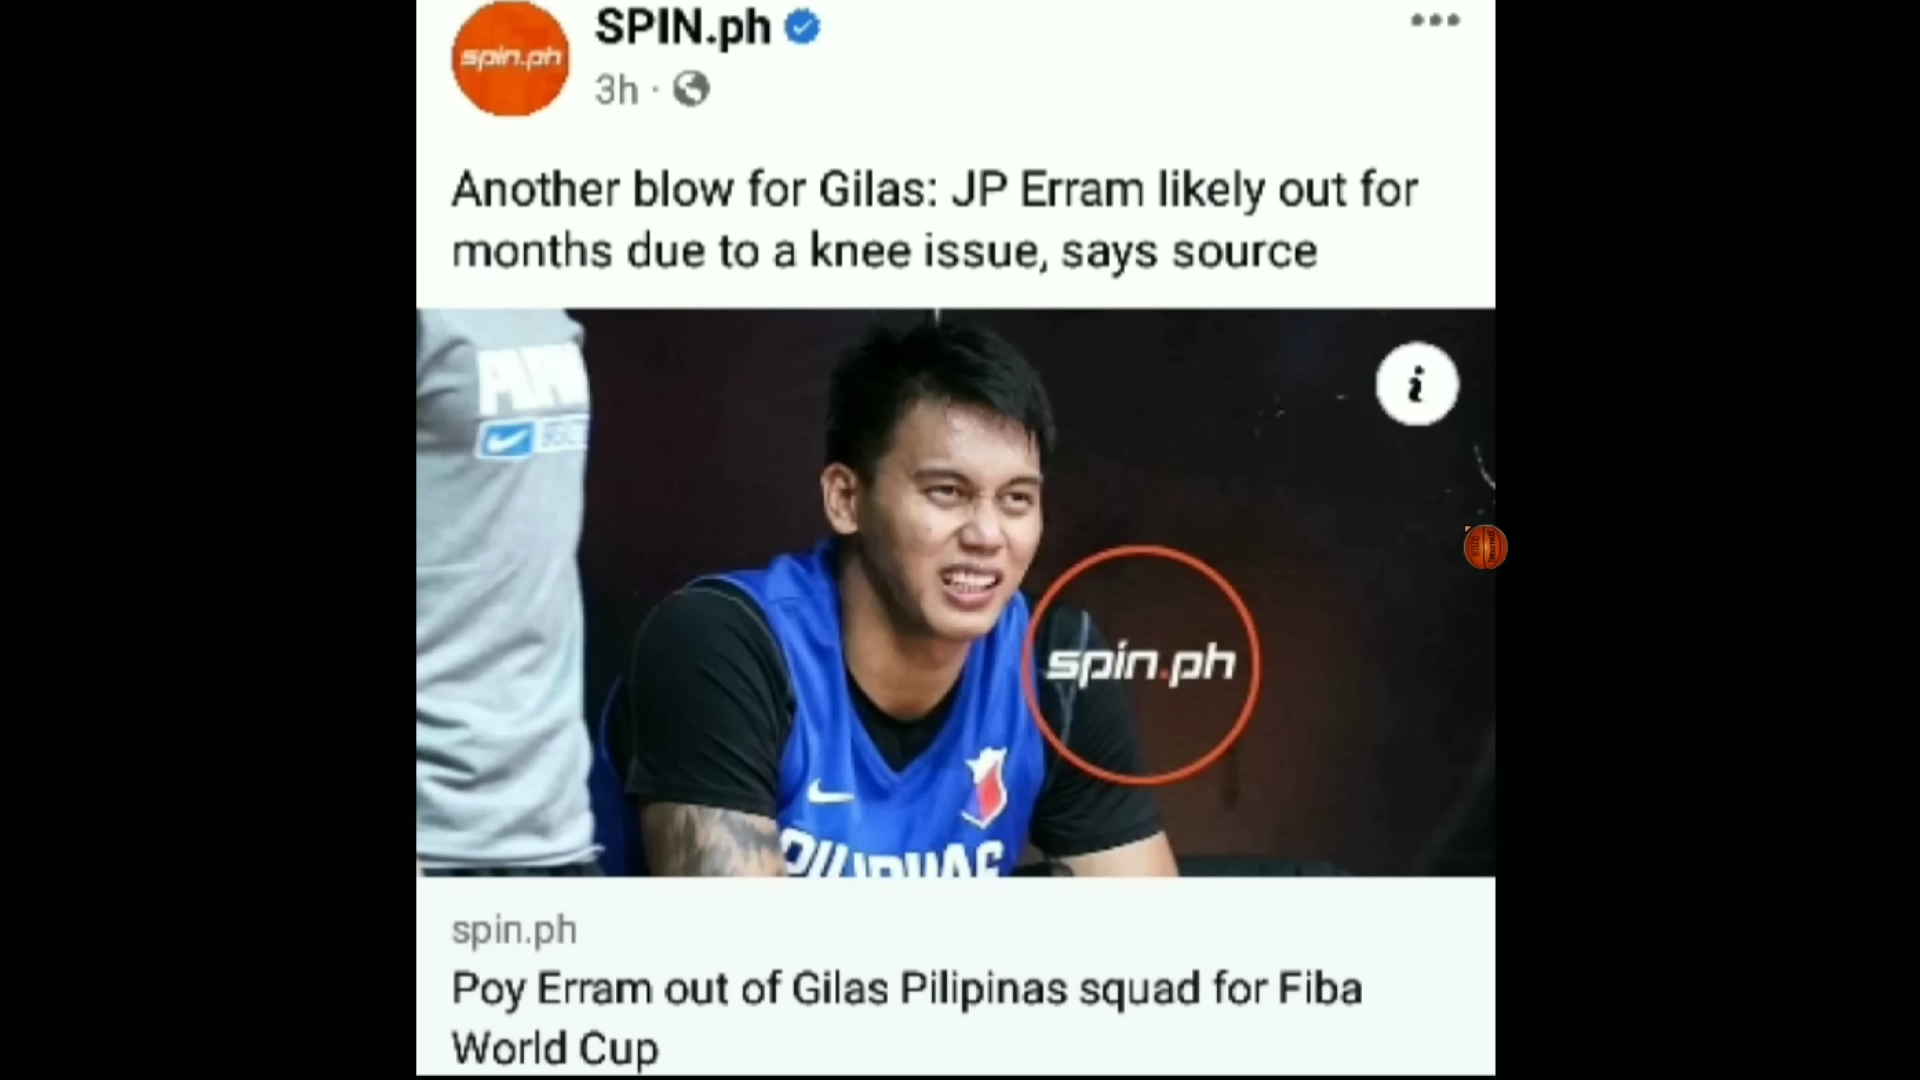 spin.ph
SPIN.ph
3h ·
Another blow for Gilas: JP Erram likely out for
months due to a knee issue, says source
spin.ph
spin.ph
Poy Erram out of Gilas Pilipinas squad for Fiba
World Cup